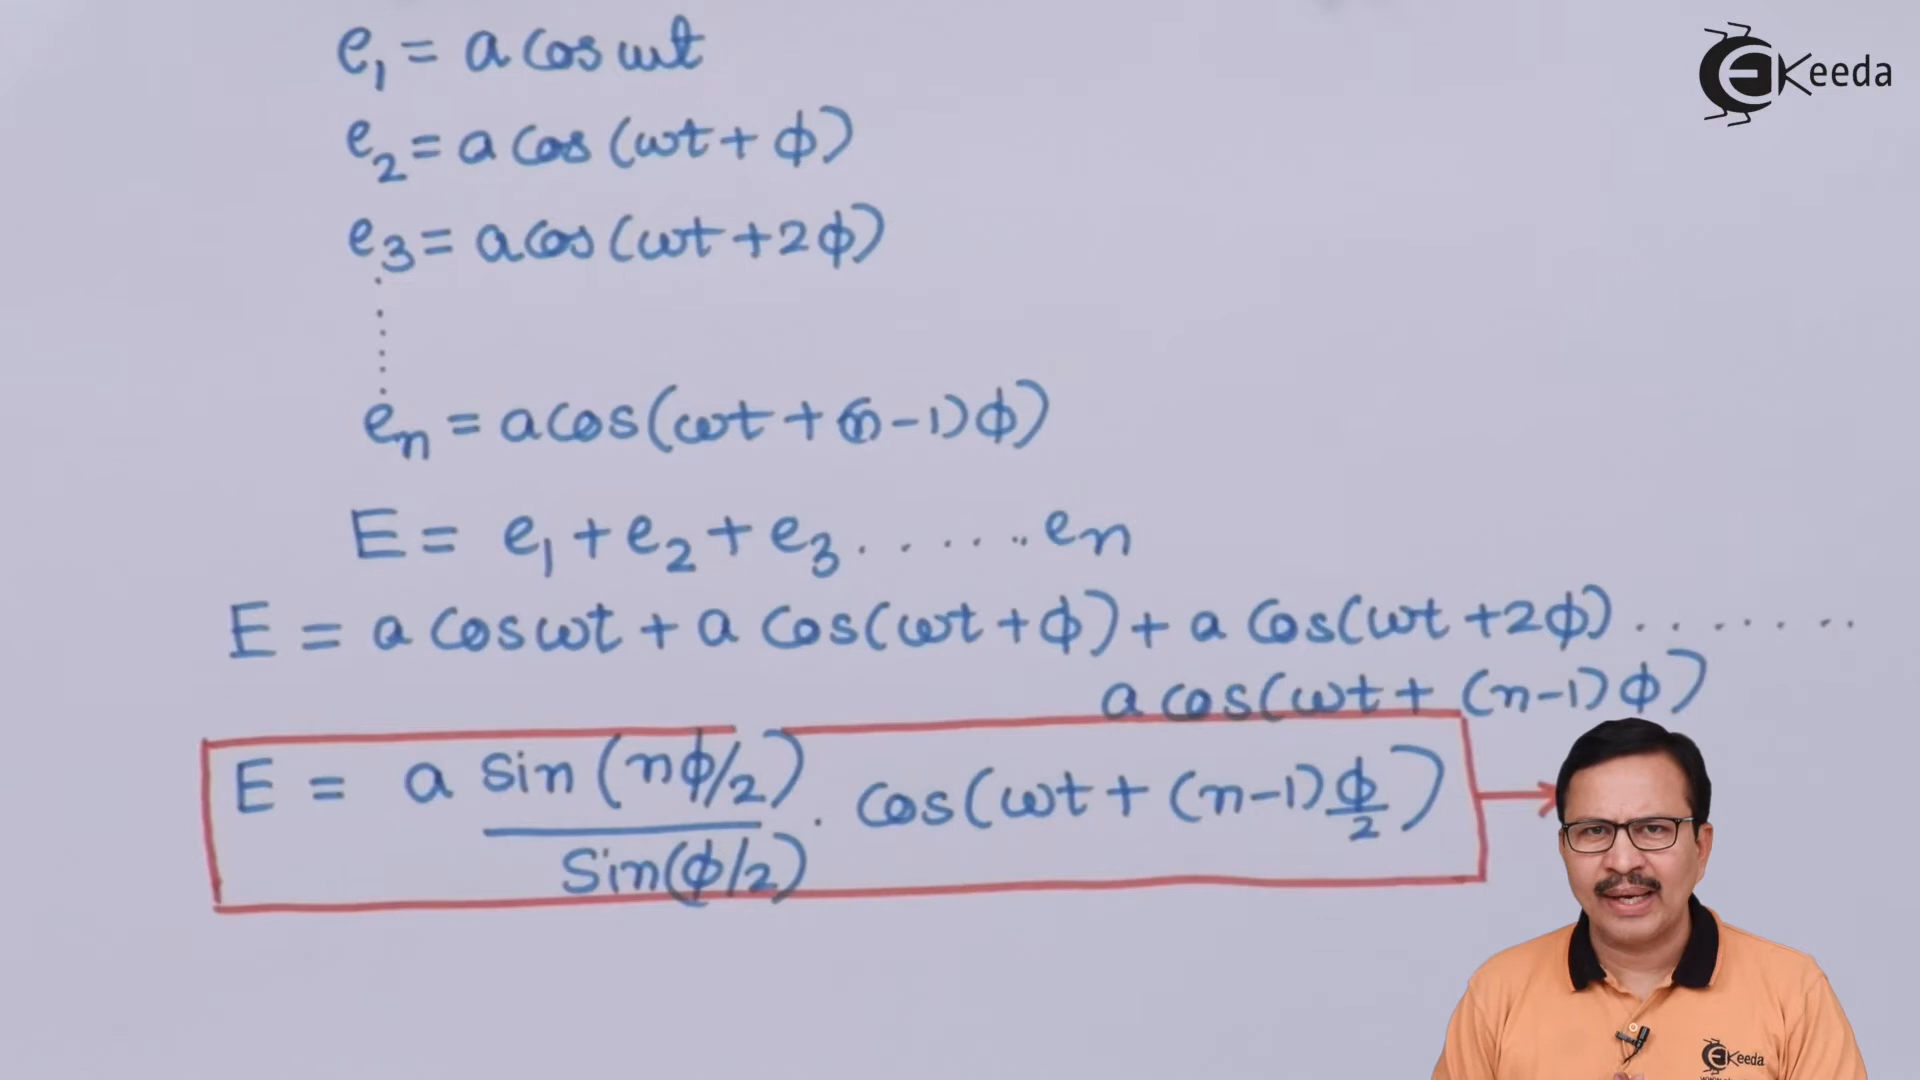 e₁ = a cos ωt
EKeeda
e₂ = a cos (ωt + ϕ)
e₃ = a cos (ωt + 2ϕ)
eₙ = a cos(ωt + (n-1)ϕ)
E = e₁ + e₂ + e₃ . . . . . . eₙ
E = a cos ωt + a cos(ωt + ϕ) + a cos(ωt + 2ϕ) . . . . . . .
a cos(ωt + (n-1)ϕ)
E = a sin (nϕ/2) / sin(ϕ/2) . cos(ωt + (n-1)ϕ/2)
EKeeda